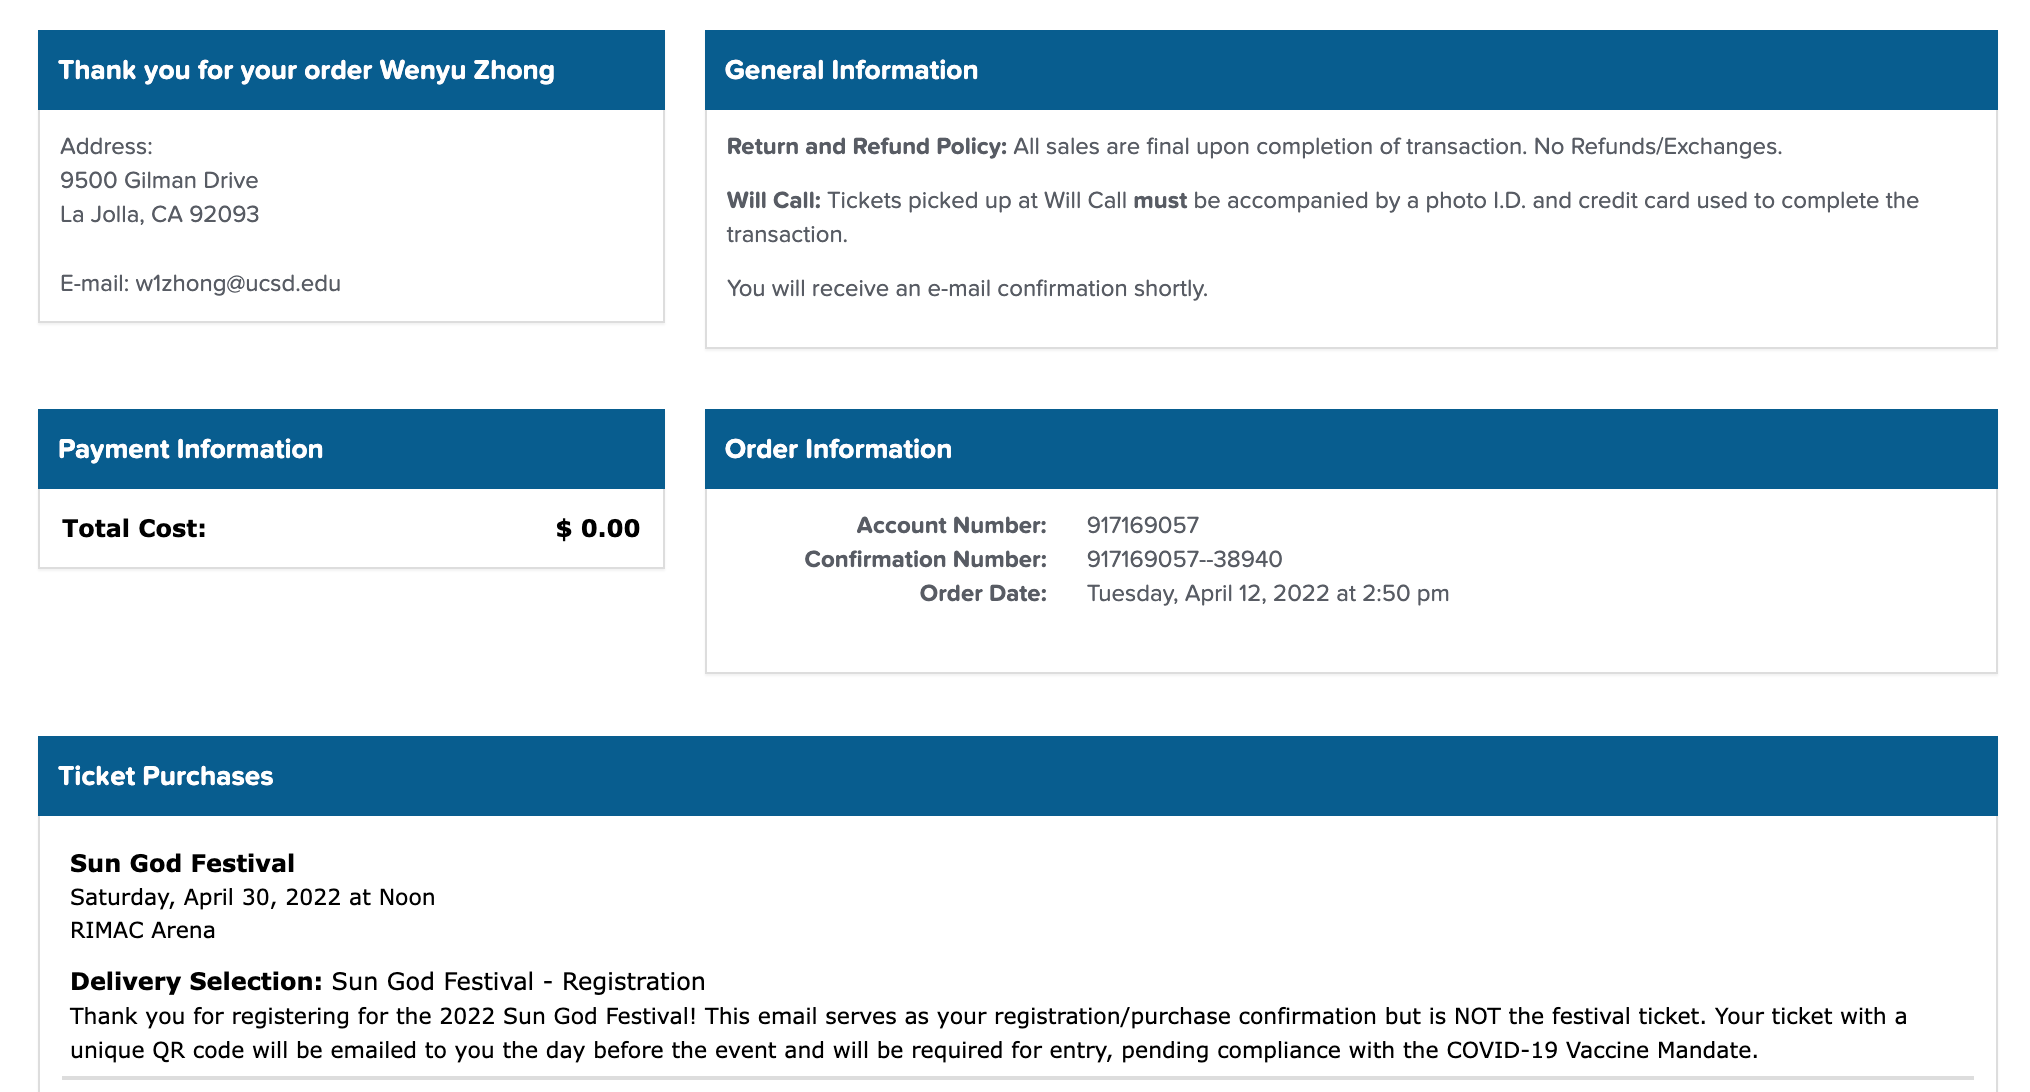 Thank you for your order Wenyu Zhong
Address:
9500 Gilman Drive
La Jolla, CA 92093
E-mail: w1zhong@ucsd.edu
General Information
Return and Refund Policy: All sales are final upon completion of transaction. No Refunds/Exchanges.
Will Call: Tickets picked up at Will Call must be accompanied by a photo I.D. and credit card used to complete the
transaction.
You will receive an e-mail confirmation shortly.
Payment Information
Total Cost: $ 0.00
Order Information
Account Number: 917169057
Confirmation Number: 917169057--38940
Order Date: Tuesday, April 12, 2022 at 2:50 pm
Ticket Purchases
Sun God Festival
Saturday, April 30, 2022 at Noon
RIMAC Arena
Delivery Selection: Sun God Festival - Registration
Thank you for registering for the 2022 Sun God Festival! This email serves as your registration/purchase confirmation but is NOT the festival ticket. Your ticket with a
unique QR code will be emailed to you the day before the event and will be required for entry, pending compliance with the COVID-19 Vaccine Mandate.